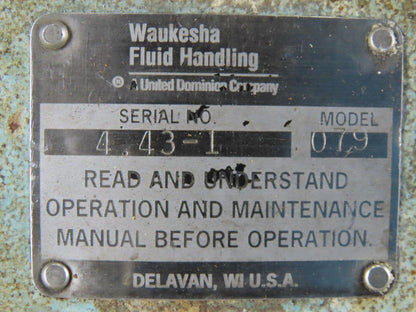 Waukesha
Fluid Handling
® A United Dominion Company
SERIAL NO. MODEL
4.43-1 079
READ AND UNDERSTAND
OPERATION AND MAINTENANCE
MANUAL BEFORE OPERATION.
DELAVAN, WI U.S.A.